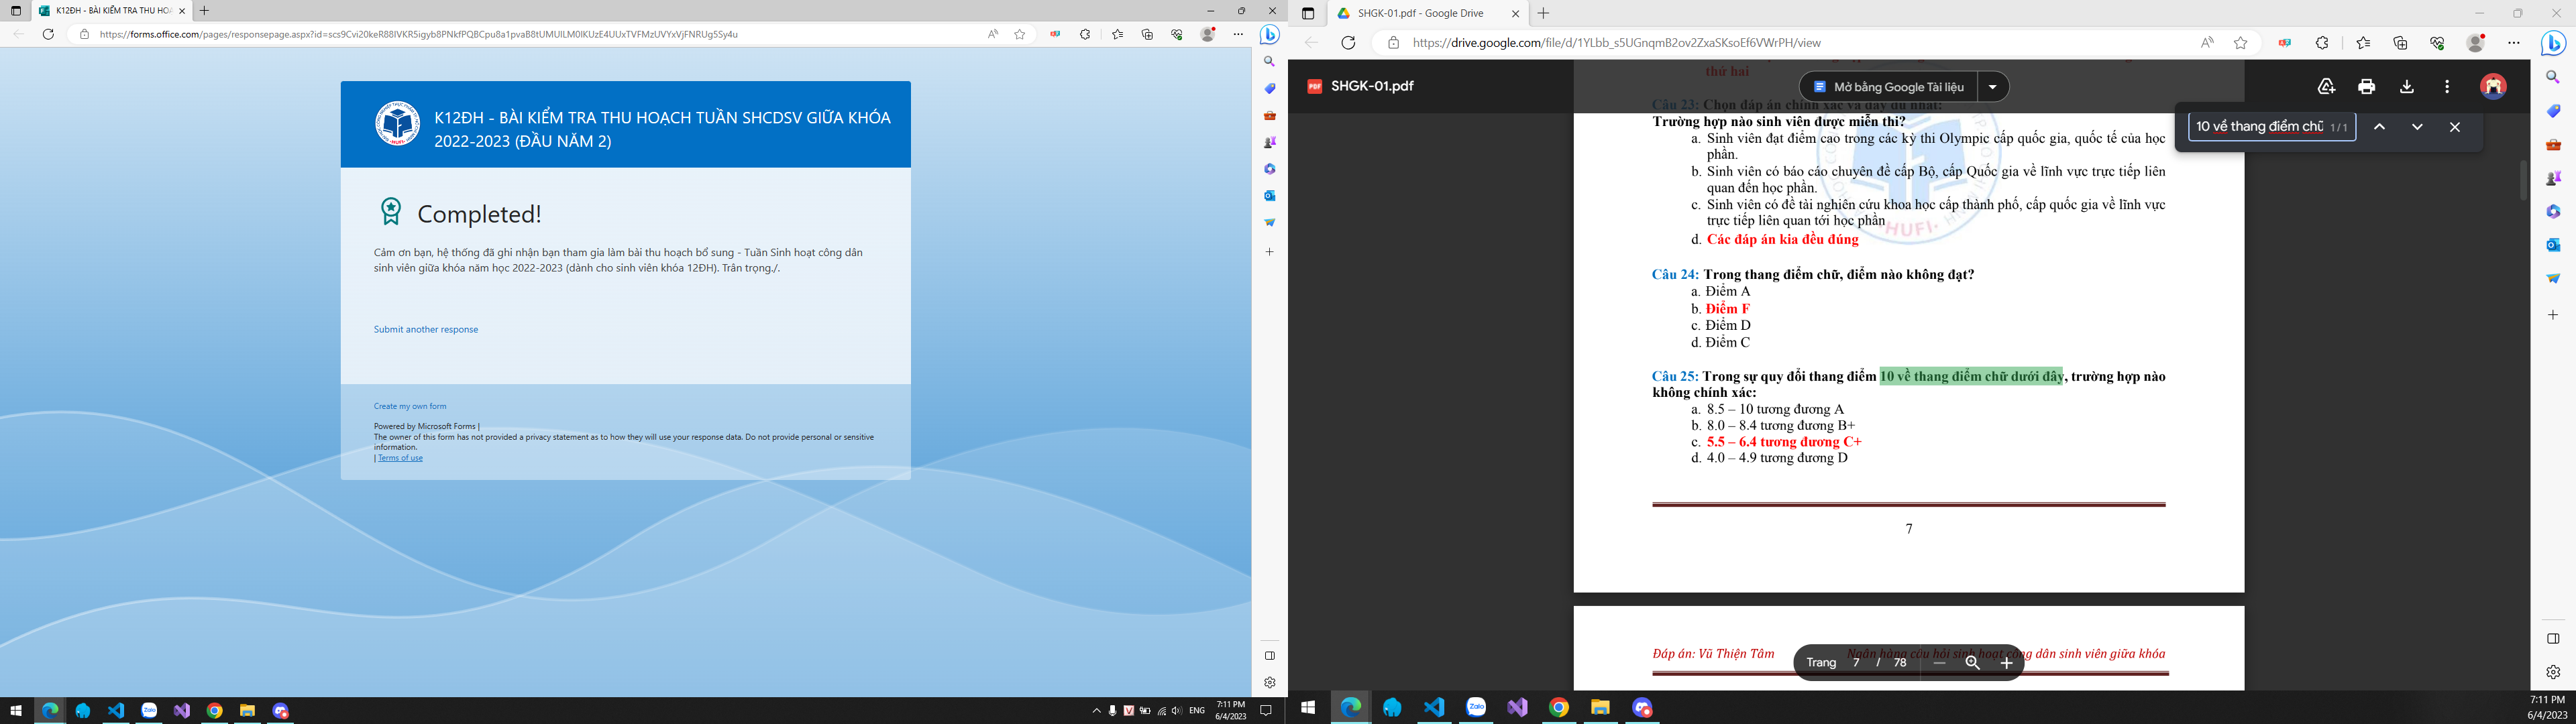 K12ĐH - BÀI KIỂM TRA THU HOẠ
https://forms.office.com/pages/responsepage.aspx?id=scs9Cvi20keR88IVKR5igyb8PNkfPQBCpu8a1pvaB8tUMUlLM0lKUzE4UUxTVFMzUVYxVjFNRUg5SSy4u
K12ĐH - BÀI KIỂM TRA THU HOẠCH TUẦN SHCDSV GIỮA KHÓA
2022-2023 (ĐẦU NĂM 2)
HUFI
Completed!
Cảm ơn bạn, hệ thống đã ghi nhận bạn tham gia làm bài thu hoạch bổ sung - Tuần Sinh hoạt công dân
sinh viên giữa khóa năm học 2022-2023 (dành cho sinh viên khóa 12ĐH). Trân trọng./.
Submit another response
Create my own form
Powered by Microsoft Forms |
The owner of this form has not provided a privacy statement as to how they will use your response data. Do not provide personal or sensitive
information.
| Terms of use
Zalo
V
ENG
7:11 PM
6/4/2023
SHGK-01.pdf - Google Drive
https://drive.google.com/file/d/1YLbb_s5UGnqmB2ov2ZxaSKsoEf6VWrPH/view
PDF
SHGK-01.pdf
Mở bằng Google Tài liệu
10 về thang điểm chữ 1/1
thứ hai
Câu 23: Chọn đáp án chính xác và đầy đủ nhất:
Trường hợp nào sinh viên được miễn thi?
a. Sinh viên đạt điểm cao trong các kỳ thi Olympic cấp quốc gia, quốc tế của học
phần.
b. Sinh viên có báo cáo chuyên đề cấp Bộ, cấp Quốc gia về lĩnh vực trực tiếp liên
quan đến học phần.
c. Sinh viên có đề tài nghiên cứu khoa học cấp thành phố, cấp quốc gia về lĩnh vực
trực tiếp liên quan tới học phần
d. Các đáp án kia đều đúng
HUFI
Câu 24: Trong thang điểm chữ, điểm nào không đạt?
a. Điểm A
b. Điểm F
c. Điểm D
d. Điểm C
Câu 25: Trong sự quy đổi thang điểm 10 về thang điểm chữ dưới đây, trường hợp nào
không chính xác:
a. 8.5 – 10 tương đương A
b. 8.0 – 8.4 tương đương B+
c. 5.5 – 6.4 tương đương C+
d. 4.0 – 4.9 tương đương D
7
Đáp án: Vũ Thiện Tâm
Ngân hàng câu hỏi sinh hoạt công dân sinh viên giữa khóa
Trang 7 / 78
Zalo
7:11 PM
6/4/2023